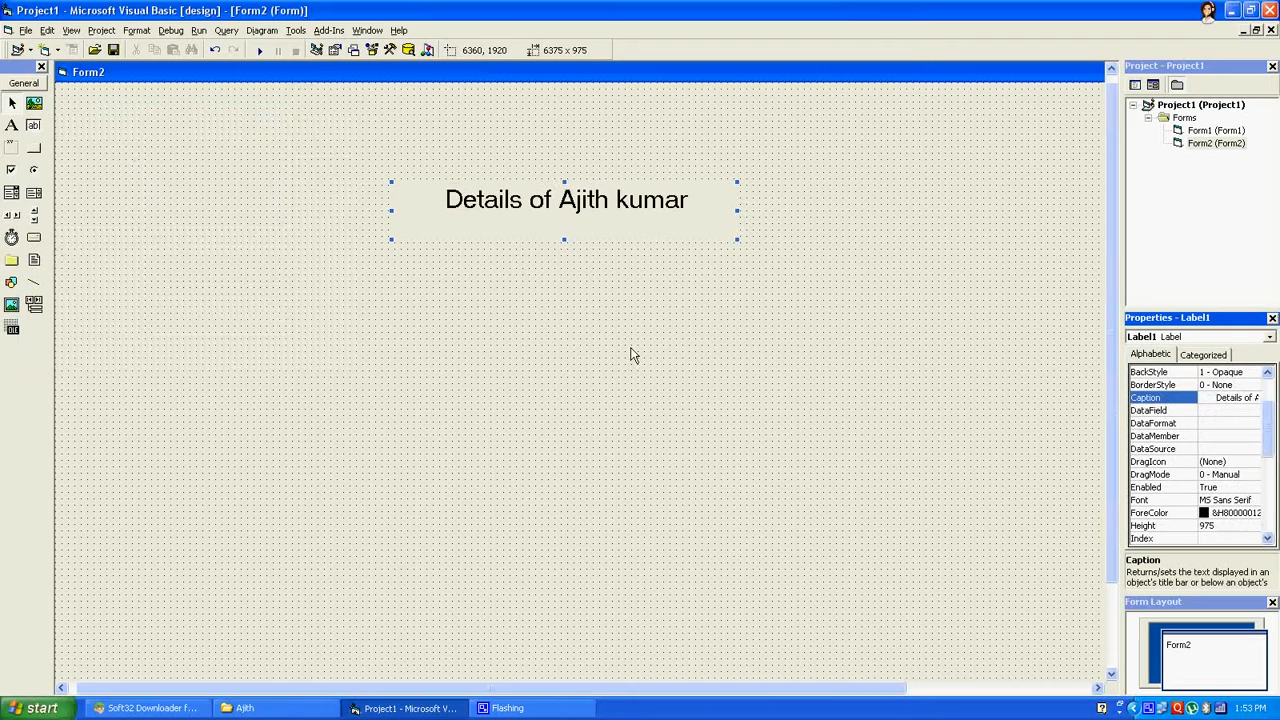 Project1 - Microsoft Visual Basic [design] - [Form2 (Form)]
File Edit View Project Format Debug Run Query Diagram Tools Add-Ins Window Help
6360, 1920 6375 x 975
General
Form2
Details of Ajith kumar
Project - Project1
Project1 (Project1)
Forms
Form1 (Form1)
Form2 (Form2)
Properties - Label1
Label1 Label
Alphabetic Categorized
BackStyle 1 - Opaque
BorderStyle 0 - None
Caption Details of A
DataField
DataFormat
DataMember
DataSource
DragIcon (None)
DragMode 0 - Manual
Enabled True
Font MS Sans Serif
ForeColor &H80000012
Height 975
Index
Caption
Returns/sets the text displayed in an
object's title bar or below an object's
Form Layout
Form2
start Soft32 Downloader f... Ajith Project1 - Microsoft V... Flashing 1:53 PM